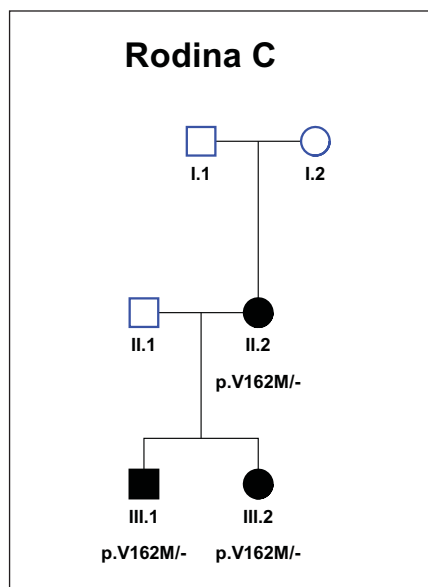 Rodina C
I.1 I.2
II.1 II.2
p.V162M/-
III.1 III.2
p.V162M/- p.V162M/-